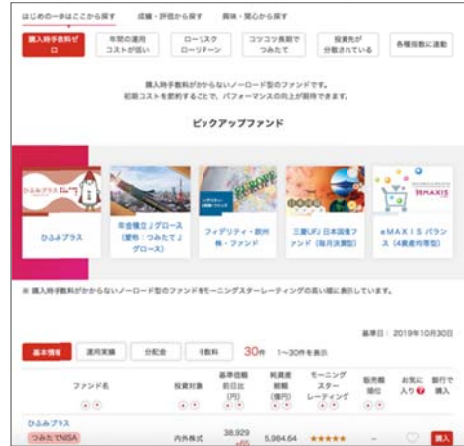 はじめの一歩はここから探す 成績・評価から探す 興味・関心から探す
購入時手数料ゼロ
年間の運用コストが低い
ローリスクローリターン
コツコツ長期でつみたて
投資先が分散されている
各種指数に連動
購入時手数料がかからないノーロード型のファンドです。
初期コストを節約することで、パフォーマンスの向上が期待できます。
ピックアップファンド
ひふみプラス
年金積立 Jグロース（愛称：つみたてJグロース）
フィデリティ・欧州株・ファンド
三菱UFJ 日本国債ファンド（毎月決算型）
eMAXIS バランス（4資産均等型）
※ 購入時手数料がかからないノーロード型のファンドをモーニングスターレーティングの高い順に表示しています。
基準日： 2019年10月30日
基本情報 運用実績 分配金 手数料 30件 1〜30件を表示
ファンド名 投資対象 基準価額前日比(円) 純資産総額(億円) モーニングスターレーティング 販売額順位 お気に入り 銀行で購入
ひふみプラス
つみたてNISA 内外株式 38,929 +65 5,984.64 ★★★★★ － 購入